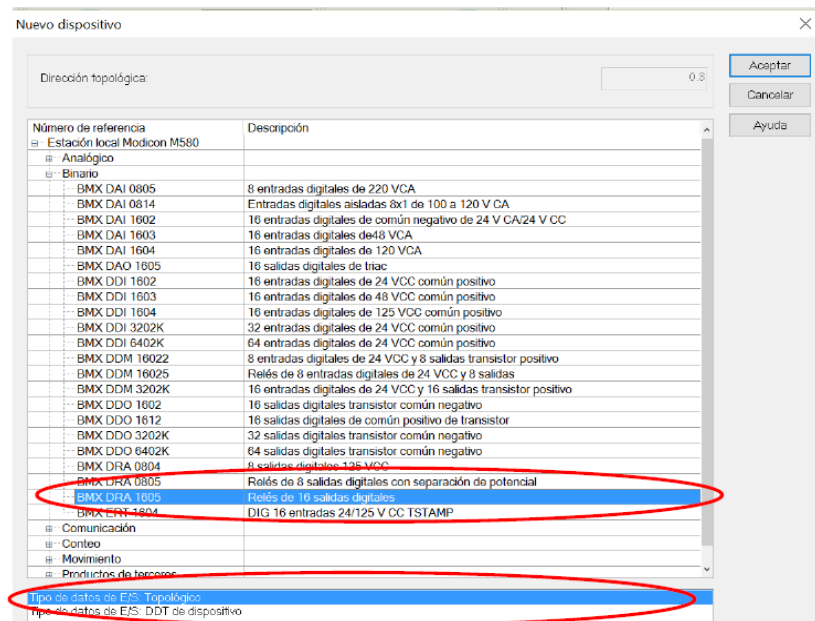 Nuevo dispositivo
Dirección topológica:
0.3
Aceptar
Cancelar
Ayuda
Número de referencia Descripción
Estación local Modicon M580
Analógico
Binario
BMX DAI 0805 8 entradas digitales de 220 VCA
BMX DAI 0814 Entradas digitales aisladas 8x1 de 100 a 120 V CA
BMX DAI 1602 16 entradas digitales de común negativo de 24 V CA/24 V CC
BMX DAI 1603 16 entradas digitales de48 VCA
BMX DAI 1604 16 entradas digitales de 120 VCA
BMX DAO 1605 16 salidas digitales de triac
BMX DDI 1602 16 entradas digitales de 24 VCC común positivo
BMX DDI 1603 16 entradas digitales de 48 VCC común positivo
BMX DDI 1604 16 entradas digitales de 125 VCC común positivo
BMX DDI 3202K 32 entradas digitales de 24 VCC común positivo
BMX DDI 6402K 64 entradas digitales de 24 VCC común positivo
BMX DDM 16022 8 entradas digitales de 24 VCC y 8 salidas transistor positivo
BMX DDM 16025 Relés de 8 entradas digitales de 24 VCC y 8 salidas
BMX DDM 3202K 16 entradas digitales de 24 VCC y 16 salidas transistor positivo
BMX DDO 1602 16 salidas digitales transistor común negativo
BMX DDO 1612 16 salidas digitales de común positivo de transistor
BMX DDO 3202K 32 salidas digitales transistor común negativo
BMX DDO 6402K 64 salidas digitales transistor común negativo
BMX DRA 0804 8 salidas digitales 125 VCC
BMX DRA 0805 Relés de 8 salidas digitales con separación de potencial
BMX DRA 1605 Relés de 16 salidas digitales
BMX ERT 1604 DIG 16 entradas 24/125 V CC TSTAMP
Comunicación
Conteo
Movimiento
Productos de terceros
Tipo de datos de E/S: Topológico
Tipo de datos de E/S: DDT de dispositivo